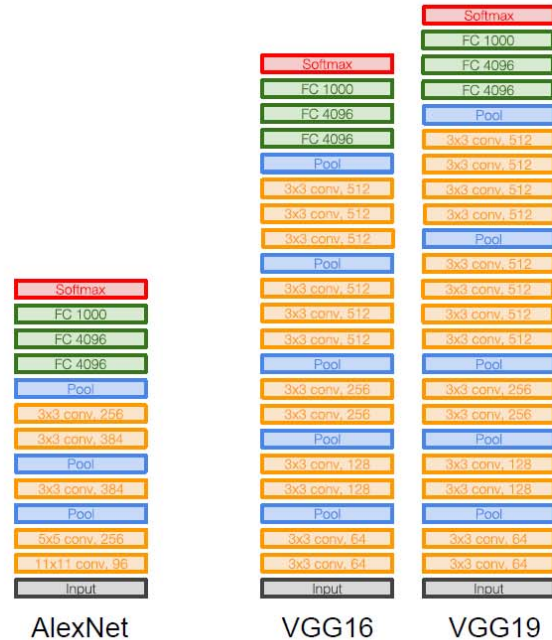 Softmax
FC 1000
FC 4096
FC 4096
Pool
3x3 conv, 256
3x3 conv, 384
Pool
3x3 conv, 384
Pool
5x5 conv, 256
11x11 conv, 96
Input
AlexNet
Softmax
FC 1000
FC 4096
FC 4096
Pool
3x3 conv, 512
3x3 conv, 512
3x3 conv, 512
Pool
3x3 conv, 512
3x3 conv, 512
3x3 conv, 512
Pool
3x3 conv, 256
3x3 conv, 256
Pool
3x3 conv, 128
3x3 conv, 128
Pool
3x3 conv, 64
3x3 conv, 64
Input
VGG16
Softmax
FC 1000
FC 4096
FC 4096
Pool
3x3 conv, 512
3x3 conv, 512
3x3 conv, 512
3x3 conv, 512
Pool
3x3 conv, 512
3x3 conv, 512
3x3 conv, 512
3x3 conv, 512
Pool
3x3 conv, 256
3x3 conv, 256
Pool
3x3 conv, 128
3x3 conv, 128
Pool
3x3 conv, 64
3x3 conv, 64
Input
VGG19